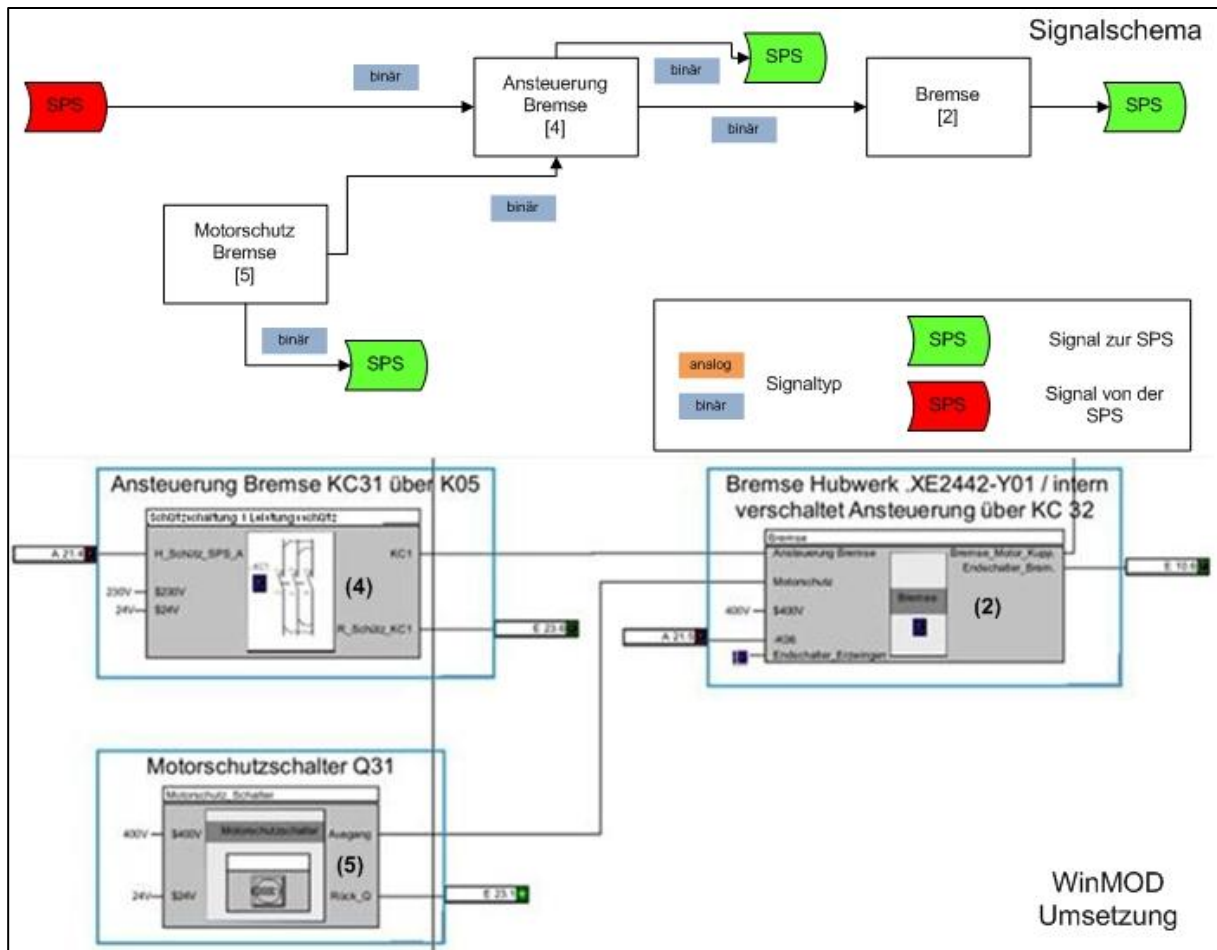 Signalschema
SPS
binär
Ansteuerung
Bremse
[4]
binär
SPS
binär
Bremse
[2]
SPS
binär
Motorschutz
Bremse
[5]
binär
SPS
analog
binär
Signaltyp
SPS
Signal zur SPS
SPS
Signal von der
SPS
Ansteuerung Bremse KC31 über K05
Schützschaltung 1 Leistungsschütz
A 21.4
H_Schütz_SPS_A
KC1
230V
$230V
24V
$24V
(4)
R_Schütz_KC1
E 23.6
Bremse Hubwerk .XE2442-Y01 / intern
verschaltet Ansteuerung über KC 32
Bremse
Ansteuerung Bremse
Bremse_Motor_Kupp.
Endschalter_Brem.
E 10.6
Motorschutz
Bremse
(2)
400V
$400V
A 21.5
Endschalter_Erzwingen
Motorschutzschalter Q31
Motorschutz_Schalter
400V
$400V
Motorschutzschalter
Ausgang
(5)
24V
$24V
Rück_Q
E 23.1
WinMOD
Umsetzung